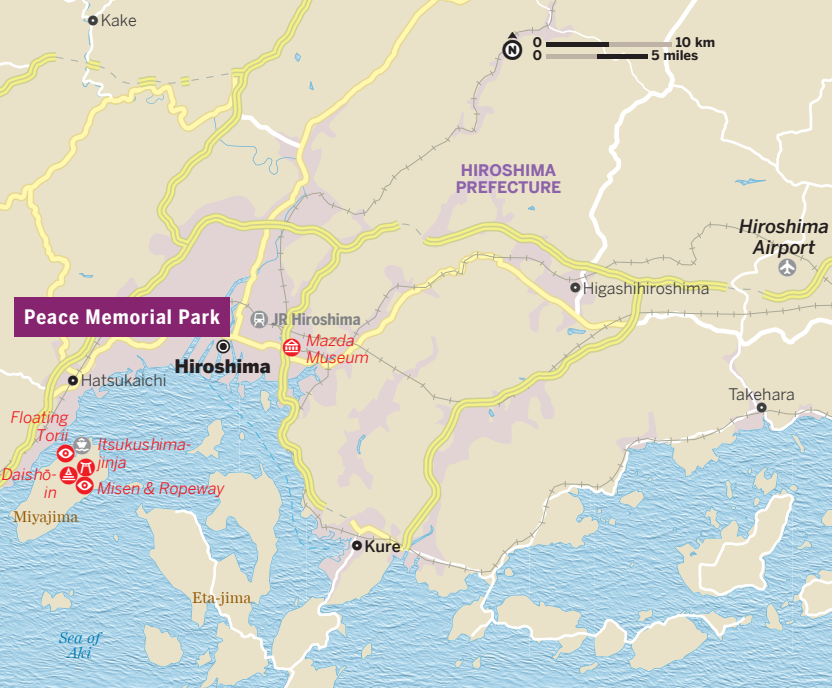 Kake
N
0
10 km
0
5 miles
HIROSHIMA
PREFECTURE
Hiroshima
Airport
Higashihiroshima
Peace Memorial Park
JR Hiroshima
Mazda
Museum
Hiroshima
Hatsukaichi
Takehara
Floating
Torii
Itsukushima-
jinja
Daishō-
in
Misen & Ropeway
Miyajima
Kure
Eta-jima
Sea of
Aki